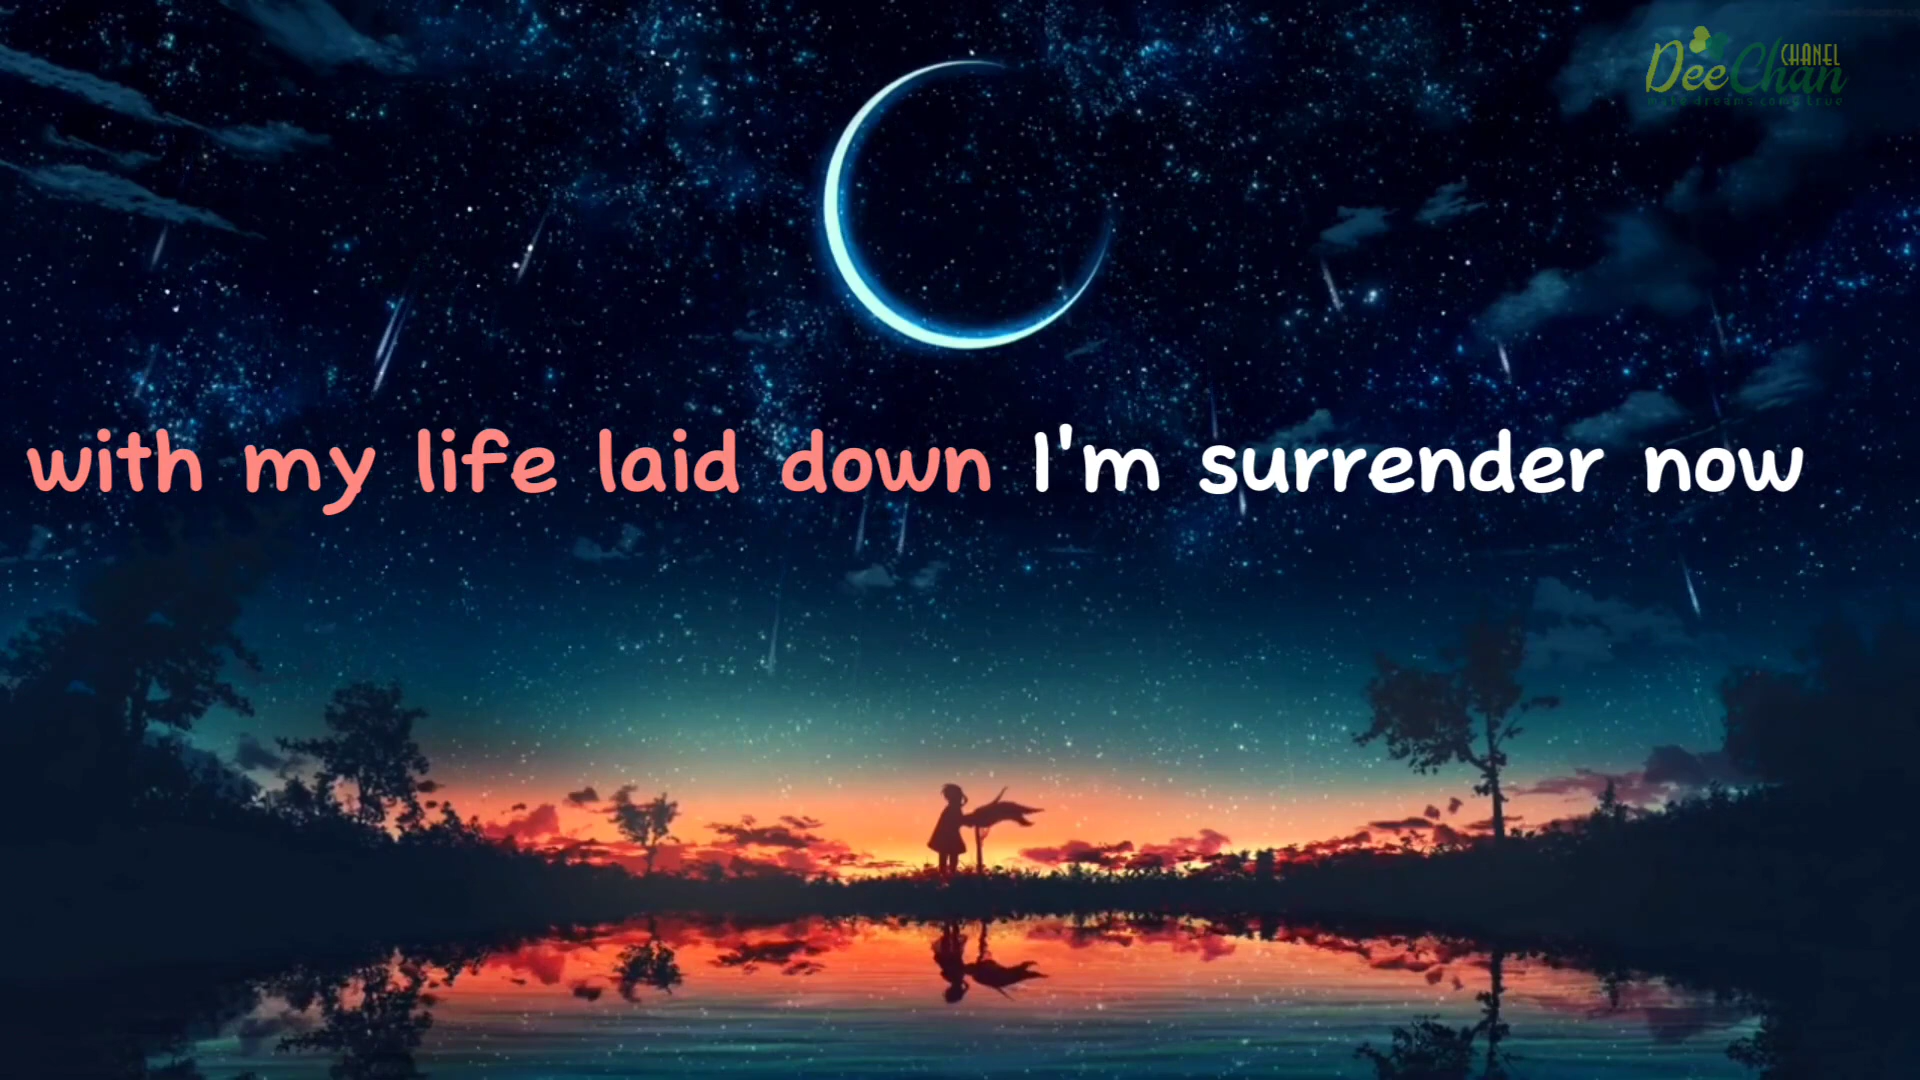 CHANEL
DeeChan
make dreams come true
with my life laid down I'm surrender now